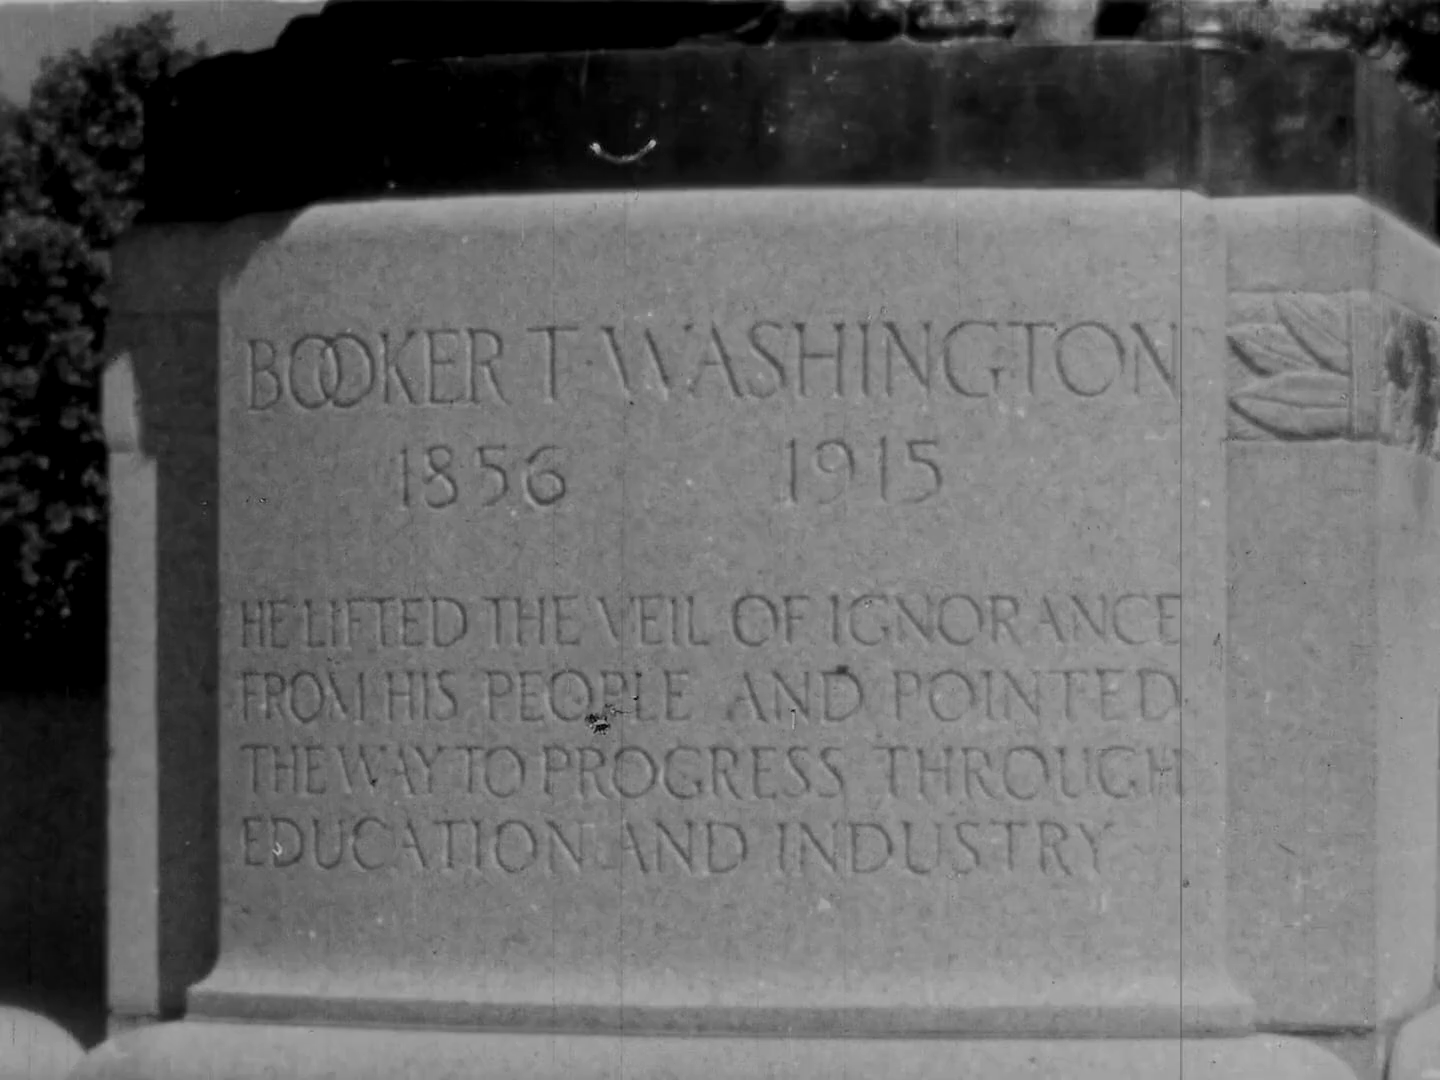 BOOKER T · WASHINGTON
1856 1915
HE LIFTED THE VEIL OF IGNORANCE
FROM HIS PEOPLE AND POINTED
THE WAY TO PROGRESS THROUGH
EDUCATION AND INDUSTRY